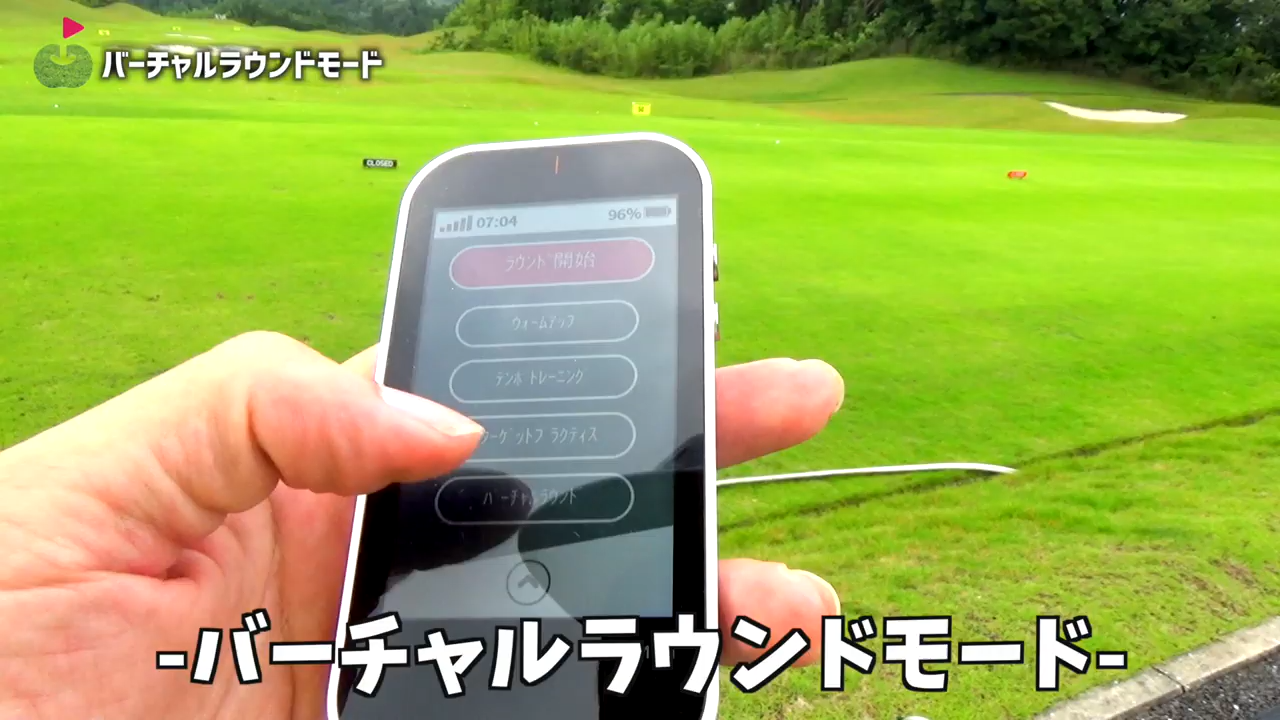 バーチャルラウンドモード
CLOSED
07:04 96%
ラウンド開始
ウォームアップ
テンポトレーニング
ターゲットプラクティス
バーチャルラウンド
-バーチャルラウンドモード-